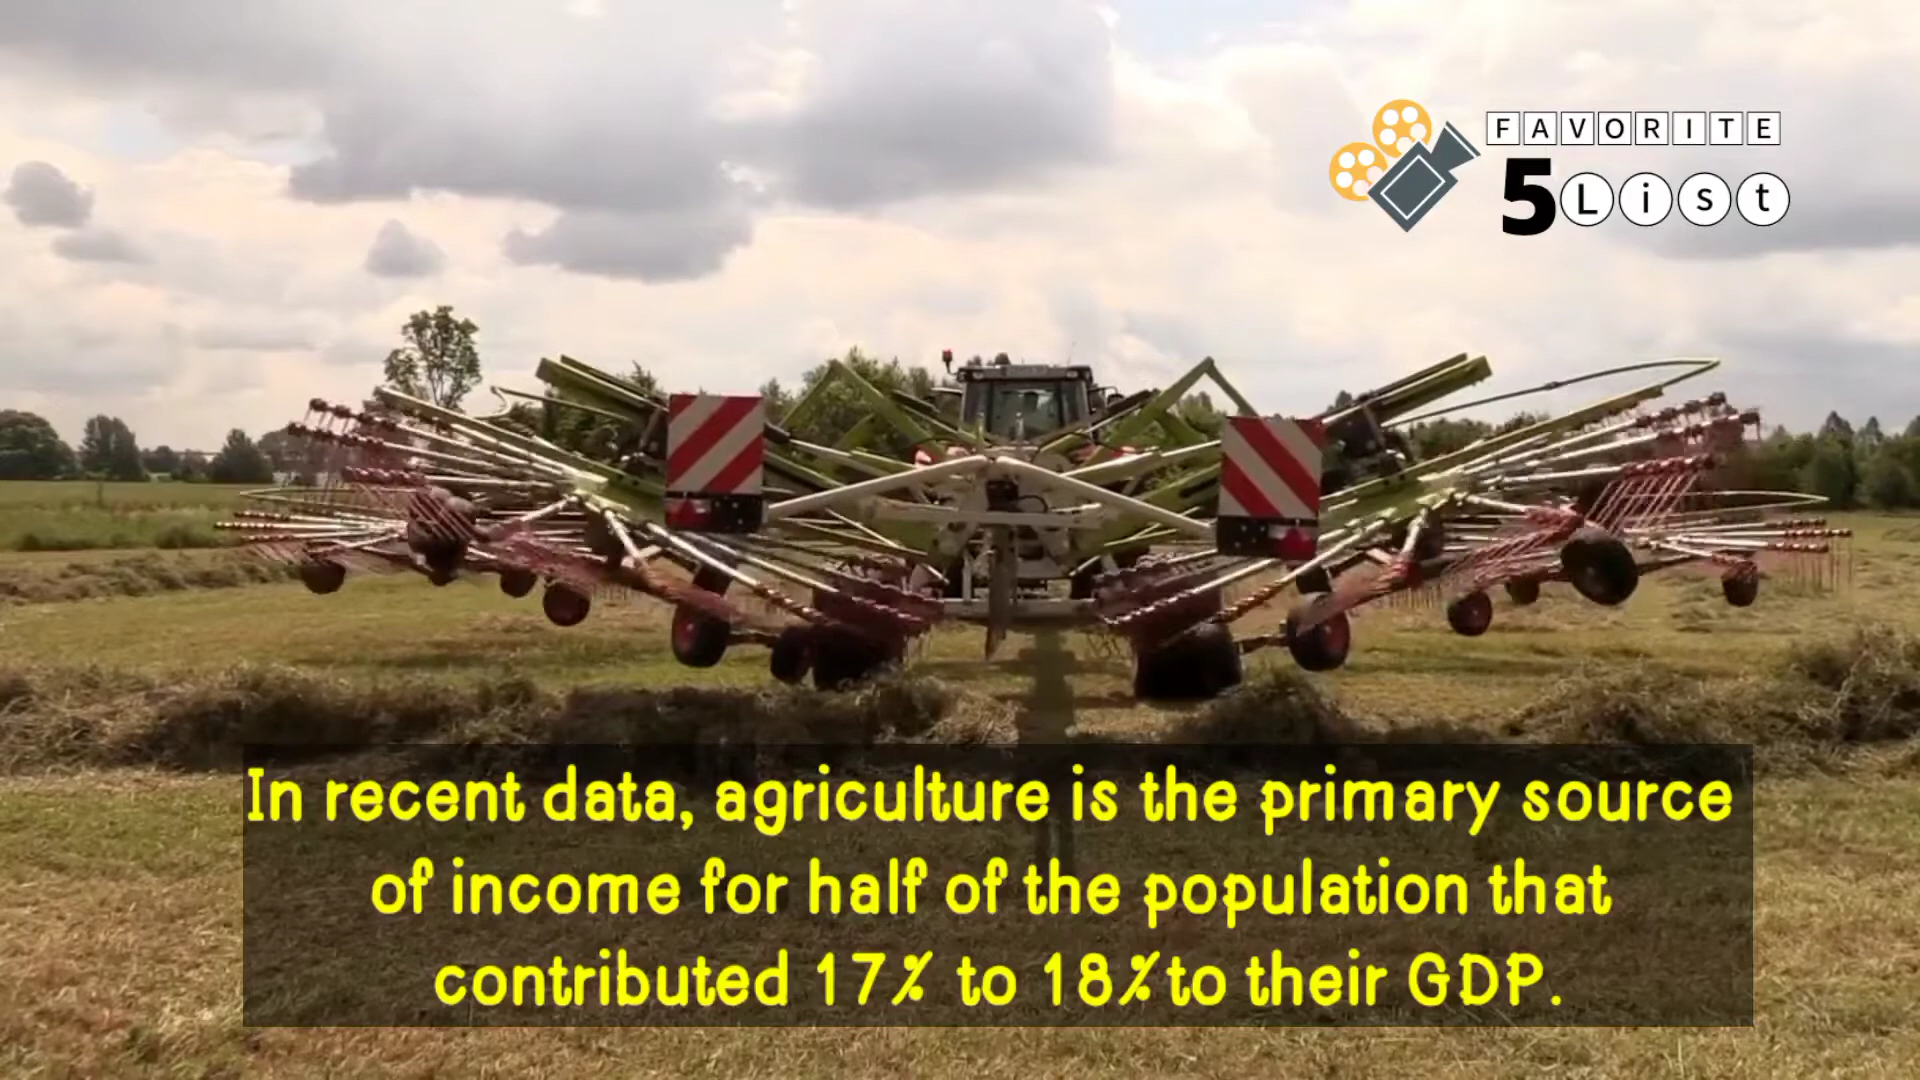 FAVORITE
5List
In recent data, agriculture is the primary source
of income for half of the population that
contributed 17% to 18%to their GDP.